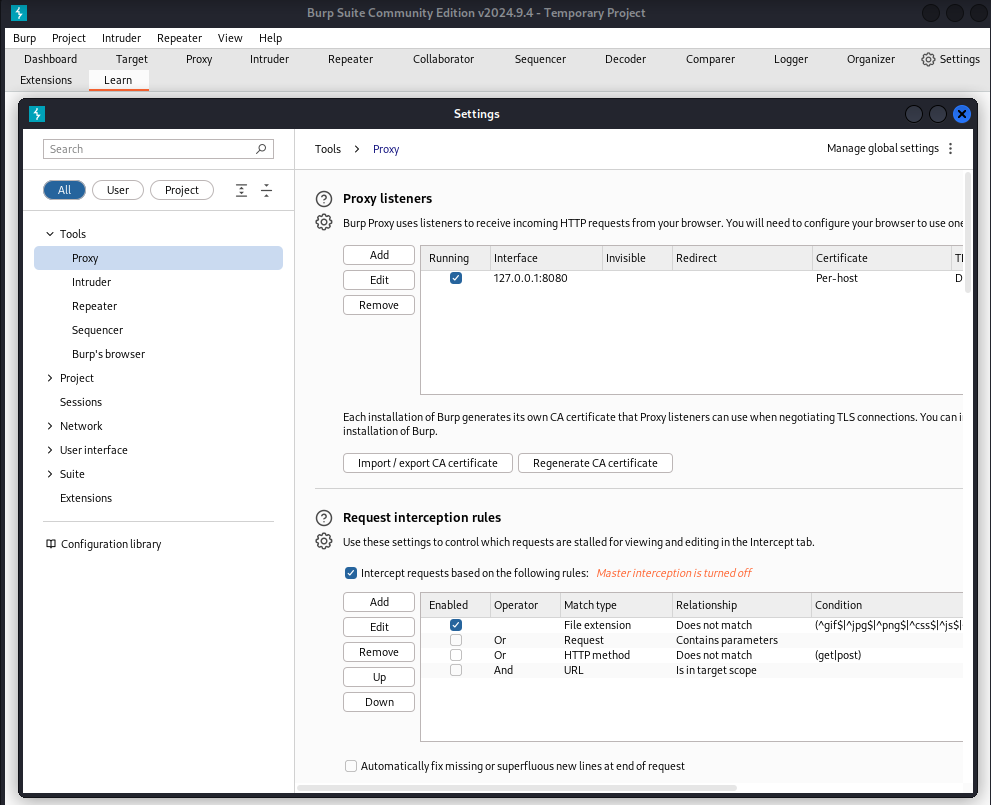 Burp Suite Community Edition v2024.9.4 - Temporary Project
Burp Project Intruder Repeater View Help
Dashboard Target Proxy Intruder Repeater Collaborator Sequencer Decoder Comparer Logger Organizer Settings
Extensions Learn
Settings
Search
Tools > Proxy
Manage global settings
All User Project
Tools
Proxy
Intruder
Repeater
Sequencer
Burp's browser
Project
Sessions
Network
User interface
Suite
Extensions
Configuration library
Proxy listeners
Burp Proxy uses listeners to receive incoming HTTP requests from your browser. You will need to configure your browser to use one
Add
Edit
Remove
Running Interface Invisible Redirect Certificate
127.0.0.1:8080 Per-host D
Each installation of Burp generates its own CA certificate that Proxy listeners can use when negotiating TLS connections. You can
installation of Burp.
Import / export CA certificate Regenerate CA certificate
Request interception rules
Use these settings to control which requests are stalled for viewing and editing in the Intercept tab.
Intercept requests based on the following rules: Master interception is turned off
Add
Edit
Remove
Up
Down
Enabled Operator Match type Relationship Condition
File extension Does not match (^gif$|^jpg$|^png$|^css$|^js$|
Or Request Contains parameters
Or HTTP method Does not match (get|post)
And URL Is in target scope
Automatically fix missing or superfluous new lines at end of request